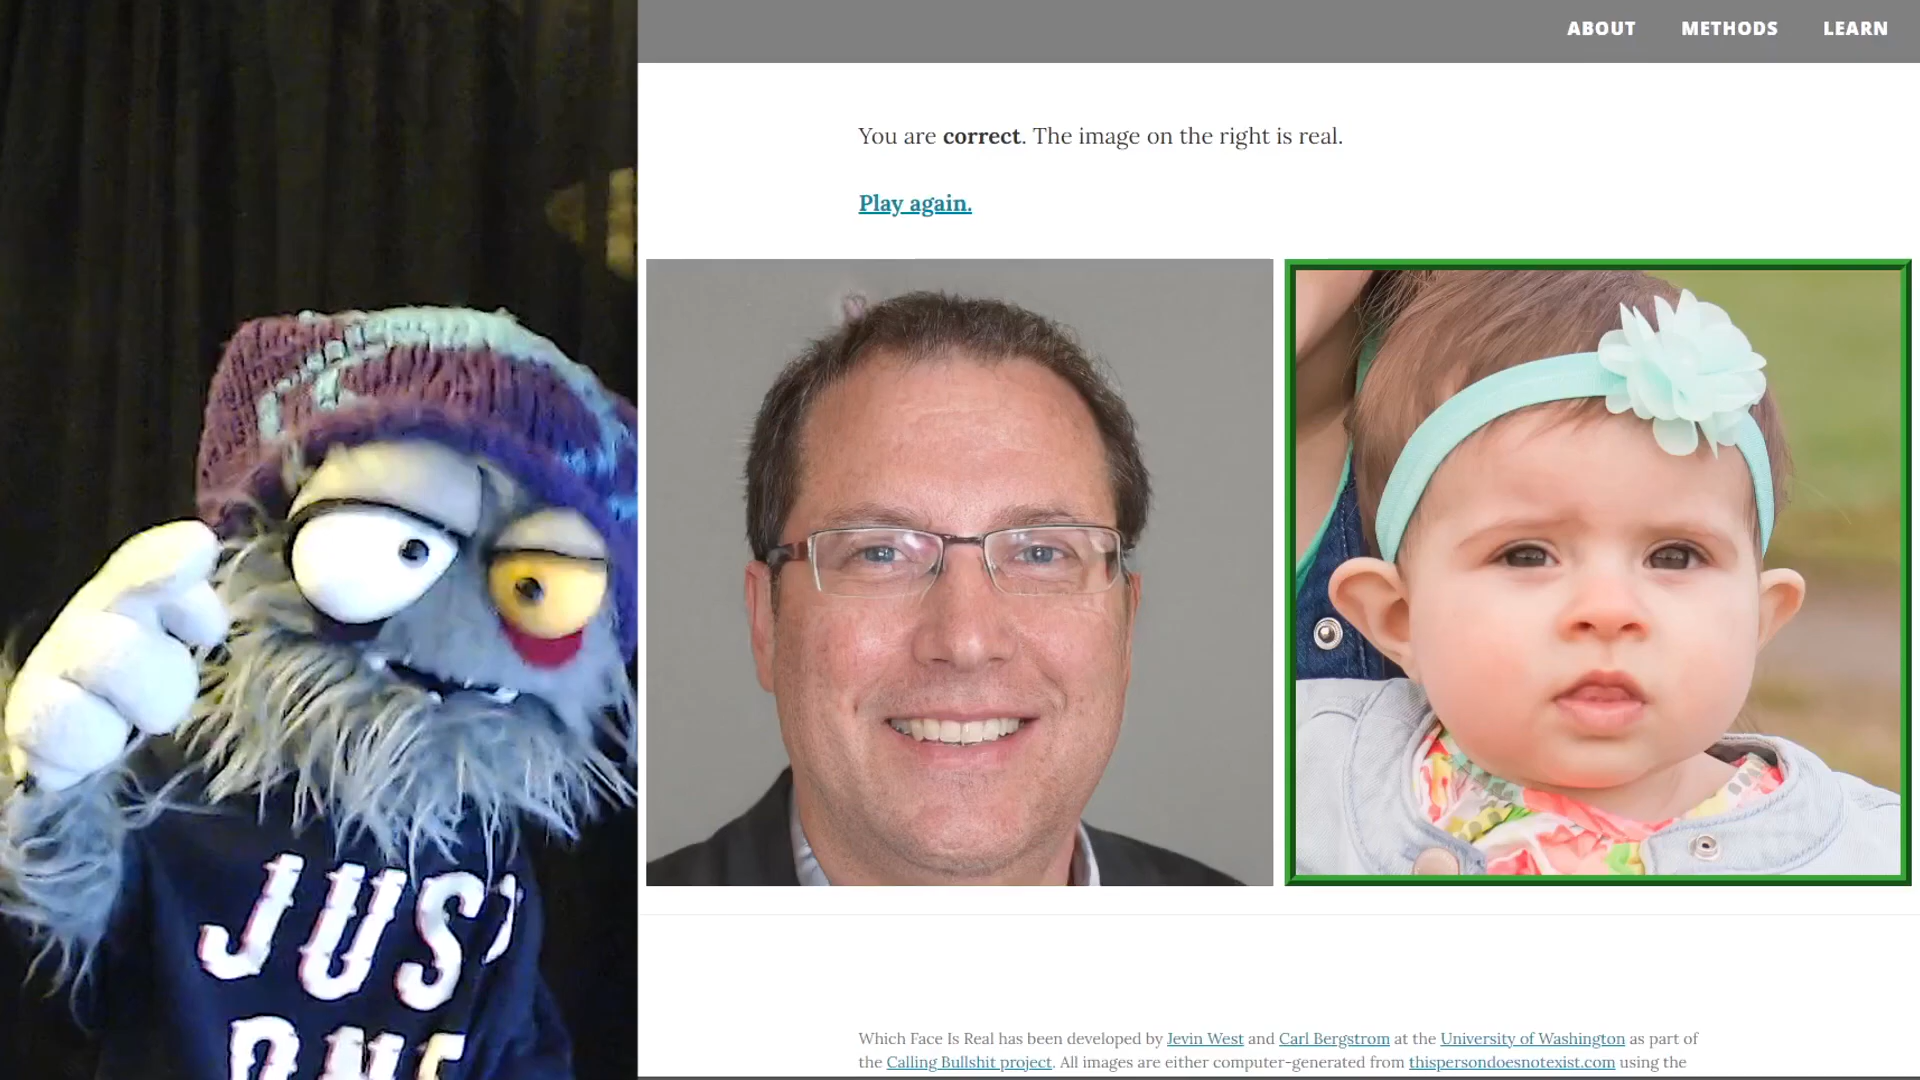 ABOUT METHODS LEARN
You are correct. The image on the right is real.
Play again.
JUST
ONE
Which Face Is Real has been developed by Jevin West and Carl Bergstrom at the University of Washington as part of
the Calling Bullshit project. All images are either computer-generated from thispersondoesnotexist.com using the